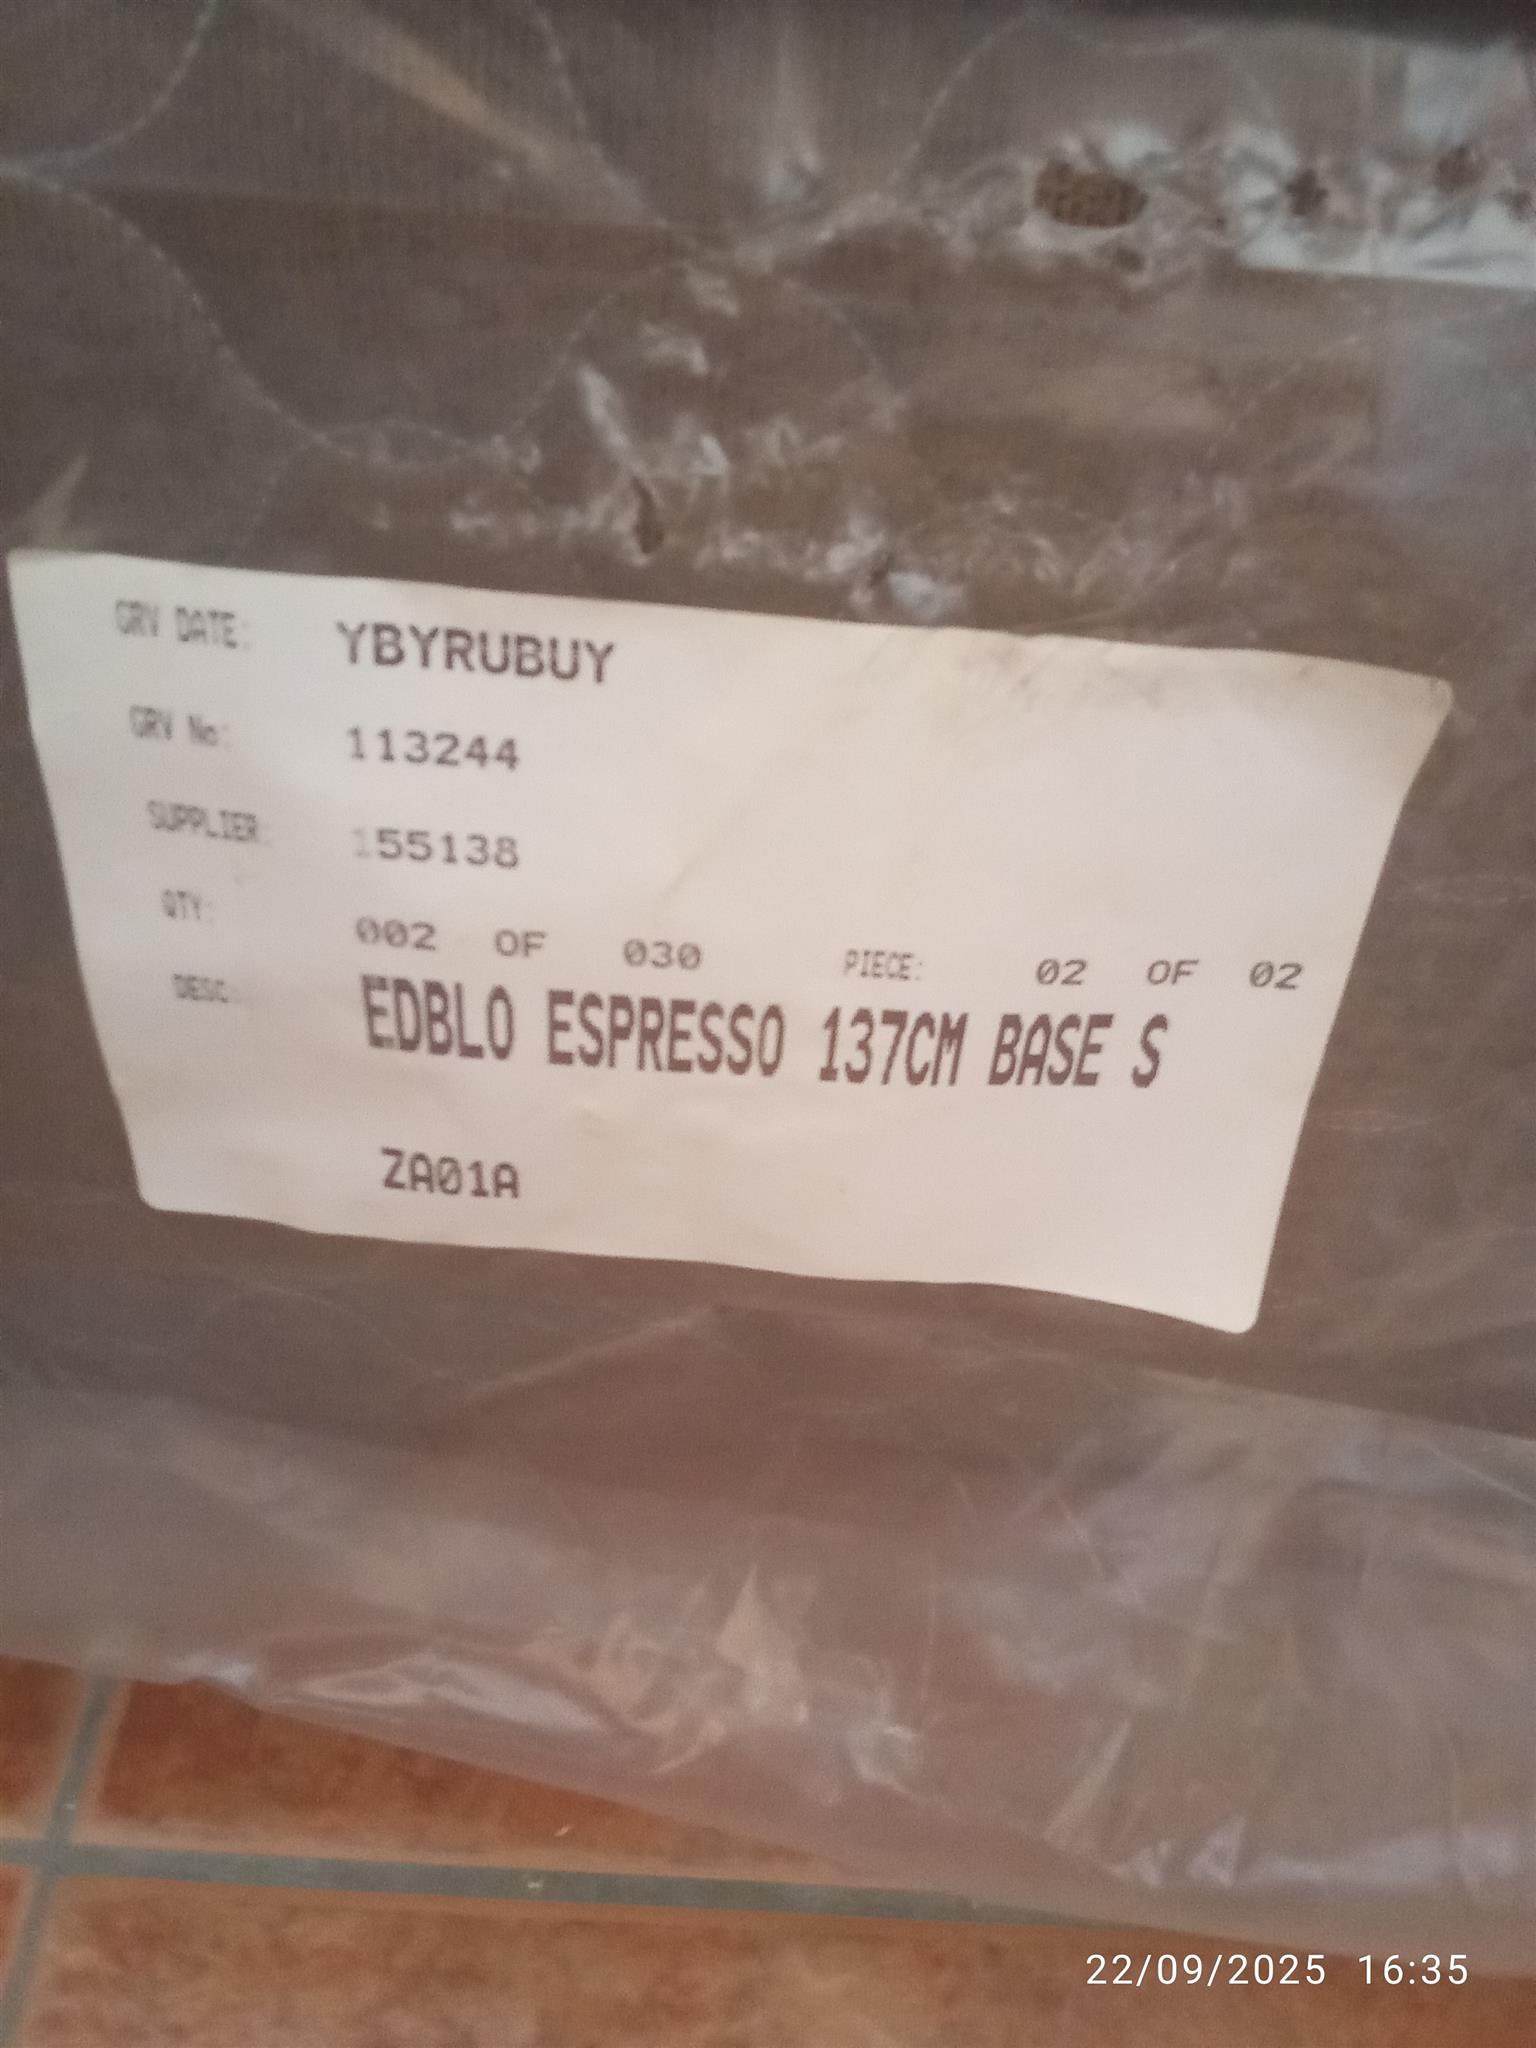 GRV DATE: YBYRUBUY
GRV No: 113244
SUPPLIER: 155138
QTY: 002 OF 030 PIECE: 02 OF 02
DESC: EDBLO ESPRESSO 137CM BASE S
ZA01A
22/09/2025 16:35